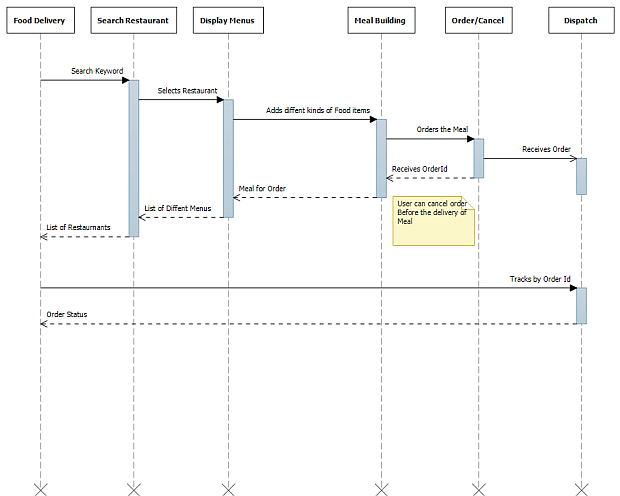 Food Delivery
Search Restaurant
Display Menus
Meal Building
Order/Cancel
Dispatch
Search Keyword
Selects Restaurant
Adds diffent kinds of Food items
Orders the Meal
Receives Order
Receives OrderId
Meal for Order
User can cancel order
Before the delivery of
Meal
List of Diffent Menus
List of Restaurnants
Tracks by Order Id
Order Status